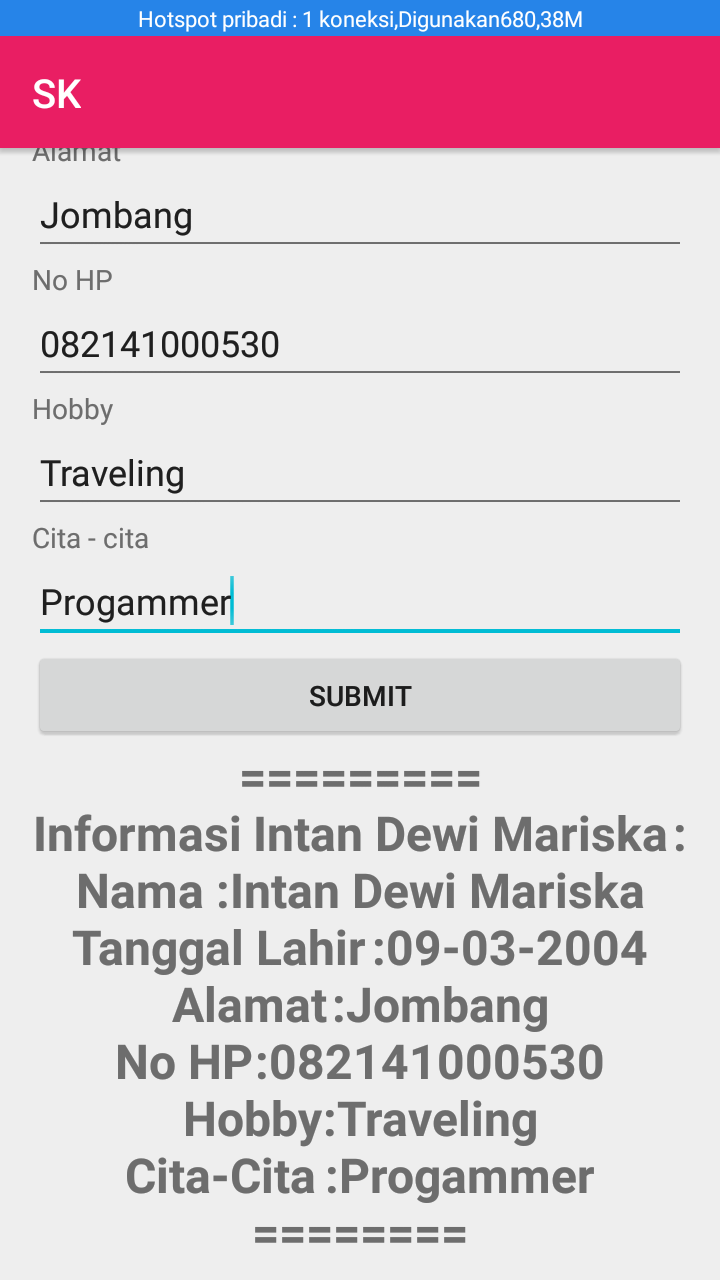 Hotspot pribadi : 1 koneksi,Digunakan680,38M
SK
Alamat
Jombang
No HP
082141000530
Hobby
Traveling
Cita - cita
Progammer
SUBMIT
=========
Informasi Intan Dewi Mariska :
Nama :Intan Dewi Mariska
Tanggal Lahir :09-03-2004
Alamat :Jombang
No HP:082141000530
Hobby:Traveling
Cita-Cita :Progammer
========